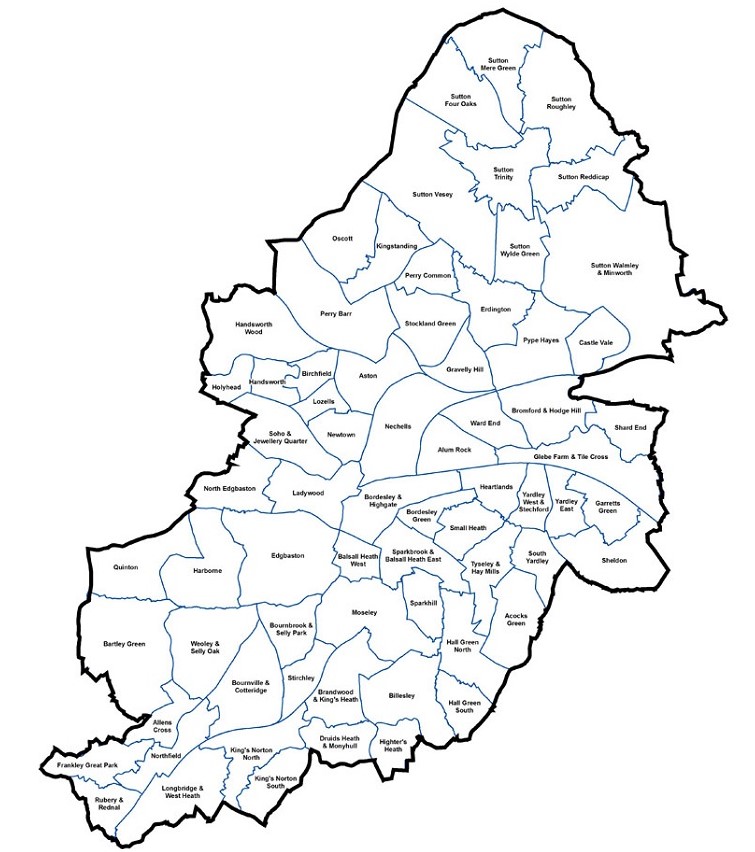 Sutton
Mere Green
Sutton
Four Oaks
Sutton
Roughley
Sutton
Trinity
Sutton Reddicap
Sutton Vesey
Oscott
Kingstanding
Sutton
Wylde Green
Sutton Walmley
& Minworth
Perry Common
Perry Barr
Erdington
Handsworth
Wood
Stockland Green
Pype Hayes
Castle Vale
Gravelly Hill
Birchfield
Aston
Holyhead
Handsworth
Lozells
Bromford & Hodge Hill
Ward End
Shard End
Nechells
Soho &
Jewellery Quarter
Newtown
Alum Rock
Glebe Farm & Tile Cross
North Edgbaston
Ladywood
Heartlands
Bordesley &
Highgate
Yardley
West &
Stechford
Yardley
East
Garretts
Green
Bordesley
Green
Small Heath
Edgbaston
Balsall Heath
West
Sparkbrook &
Balsall Heath East
South
Yardley
Sheldon
Quinton
Harborne
Tyseley &
Hay Mills
Moseley
Sparkhill
Acocks
Green
Bournbrook &
Selly Park
Bartley Green
Weoley &
Selly Oak
Hall Green
North
Stirchley
Bournville &
Cotteridge
Brandwood
& King's Heath
Billesley
Hall Green
South
Allens
Cross
Druids Heath
& Monyhull
Highter's
Heath
Northfield
King's Norton
North
Frankley Great Park
King's Norton
South
Longbridge &
West Heath
Rubery &
Rednal